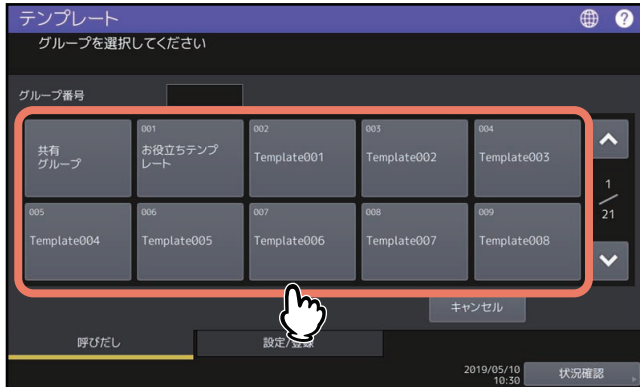 テンプレート
?
グループを選択してください
グループ番号
共有
グループ
001
お役立ちテンプ
レート
002
Template001
003
Template002
004
Template003
1
21
005
Template004
006
Template005
007
Template006
008
Template007
009
Template008
キャンセル
呼びだし
設定/登録
2019/05/10
10:30
状況確認